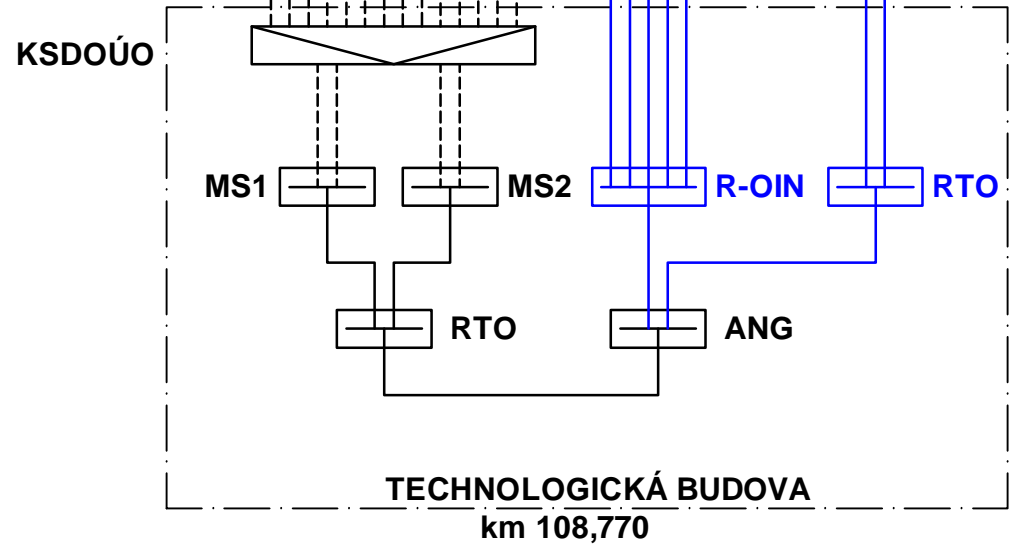 KSDOÚO
MS1
MS2
R-OIN
RTO
RTO
ANG
TECHNOLOGICKÁ BUDOVA
km 108,770